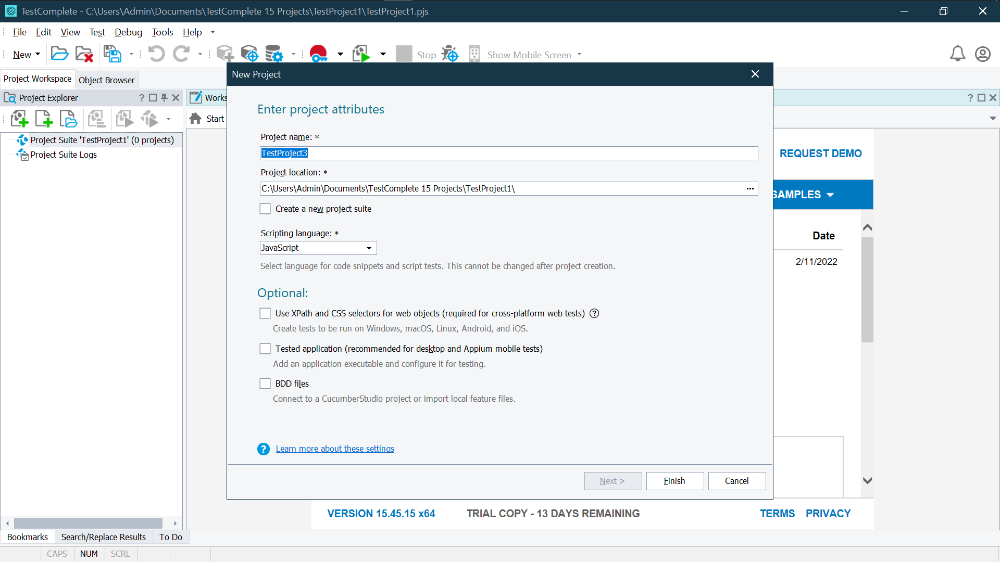 TestComplete - C:\Users\Admin\Documents\TestComplete 15 Projects\TestProject1\TestProject1.pjs
File Edit View Test Debug Tools Help
New Stop Show Mobile Screen
Project Workspace Object Browser
Project Explorer
Start
Project Suite 'TestProject1' (0 projects)
Project Suite Logs
New Project
Enter project attributes
Project name: *
TestProject3
Project location: *
C:\Users\Admin\Documents\TestComplete 15 Projects\TestProject1\
Create a new project suite
Scripting language: *
JavaScript
Select language for code snippets and script tests. This cannot be changed after project creation.
Optional:
Use XPath and CSS selectors for web objects (required for cross-platform web tests)
Create tests to be run on Windows, macOS, Linux, Android, and iOS.
Tested application (recommended for desktop and Appium mobile tests)
Add an application executable and configure it for testing.
BDD files
Connect to a CucumberStudio project or import local feature files.
Learn more about these settings
Next > Finish Cancel
REQUEST DEMO
SAMPLES
Date
2/11/2022
VERSION 15.45.15 x64 TRIAL COPY - 13 DAYS REMAINING TERMS PRIVACY
Bookmarks Search/Replace Results To Do
CAPS NUM SCRL